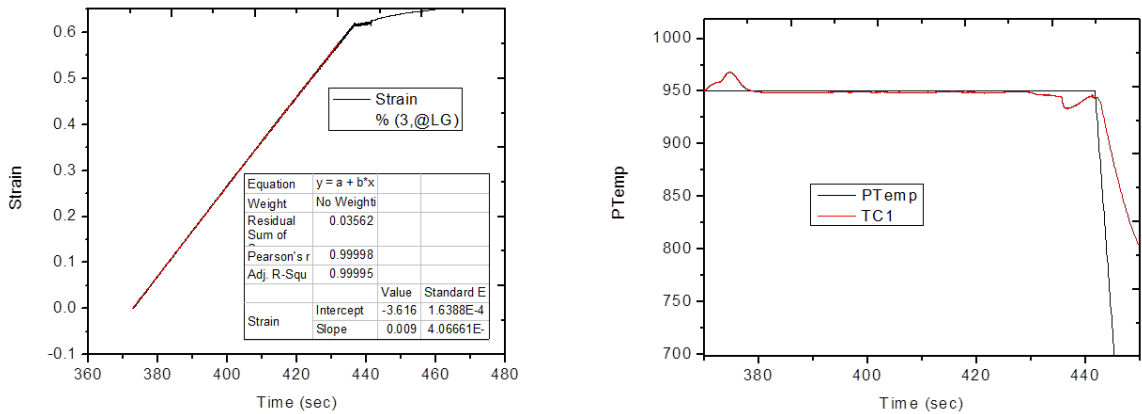 0.6
0.5
0.4
0.3
0.2
0.1
0.0
-0.1
Strain
360 380 400 420 440 460 480
Time (sec)
Strain
% (3,@LG)
Equation y = a + b*x
Weight No Weighti
Residual 0.03562
Sum of
Pearson's r 0.99998
Adj. R-Squ 0.99995
Value Standard E
Strain
Intercept -3.616 1.6388E-4
Slope 0.009 4.06661E-
1000
950
900
850
800
750
700
PTemp
380 400 420 440
Time (sec)
PTemp
TC1